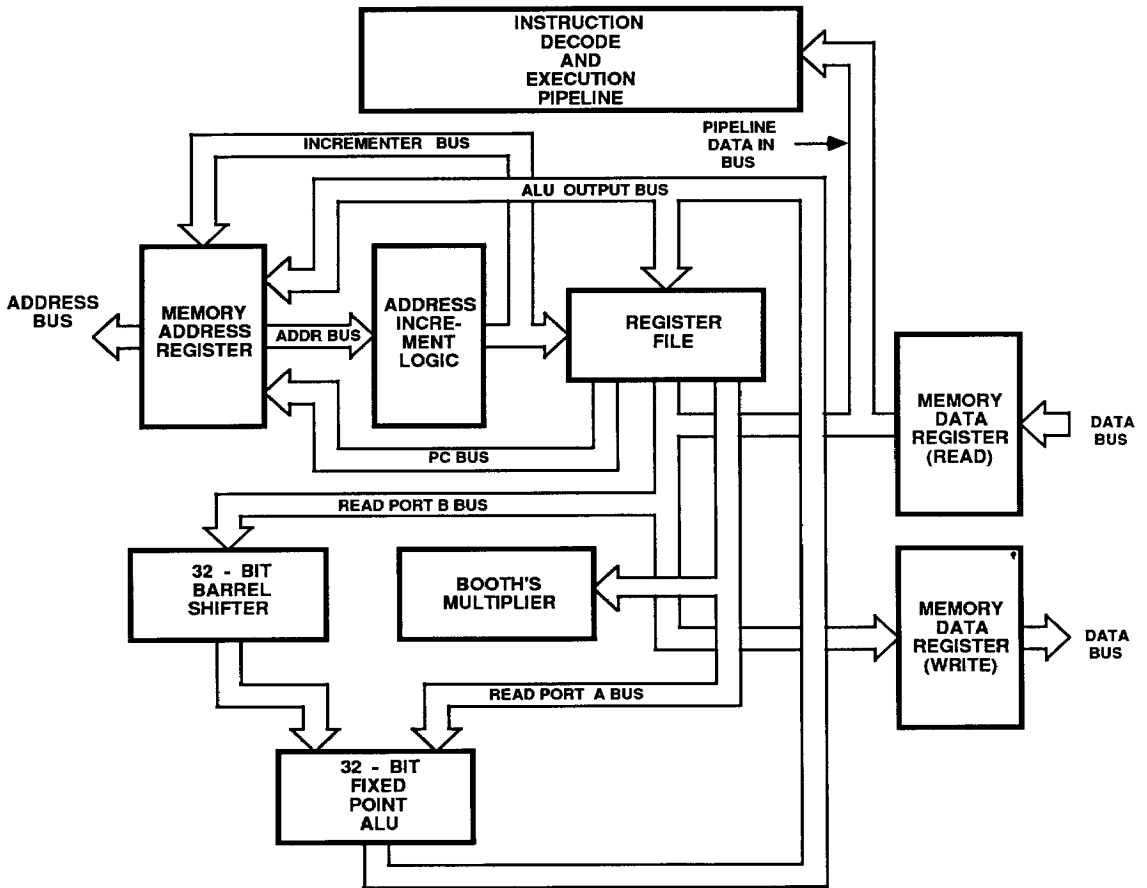 INSTRUCTION
DECODE
AND
EXECUTION
PIPELINE
PIPELINE
DATA IN
BUS
INCREMENTER BUS
ALU OUTPUT BUS
ADDRESS
BUS
MEMORY
ADDRESS
REGISTER
ADDR BUS
ADDRESS
INCRE-
MENT
LOGIC
REGISTER
FILE
MEMORY
DATA
REGISTER
(READ)
DATA
BUS
PC BUS
READ PORT B BUS
32 - BIT
BARREL
SHIFTER
BOOTH'S
MULTIPLIER
MEMORY
DATA
REGISTER
(WRITE)
DATA
BUS
READ PORT A BUS
32 - BIT
FIXED
POINT
ALU